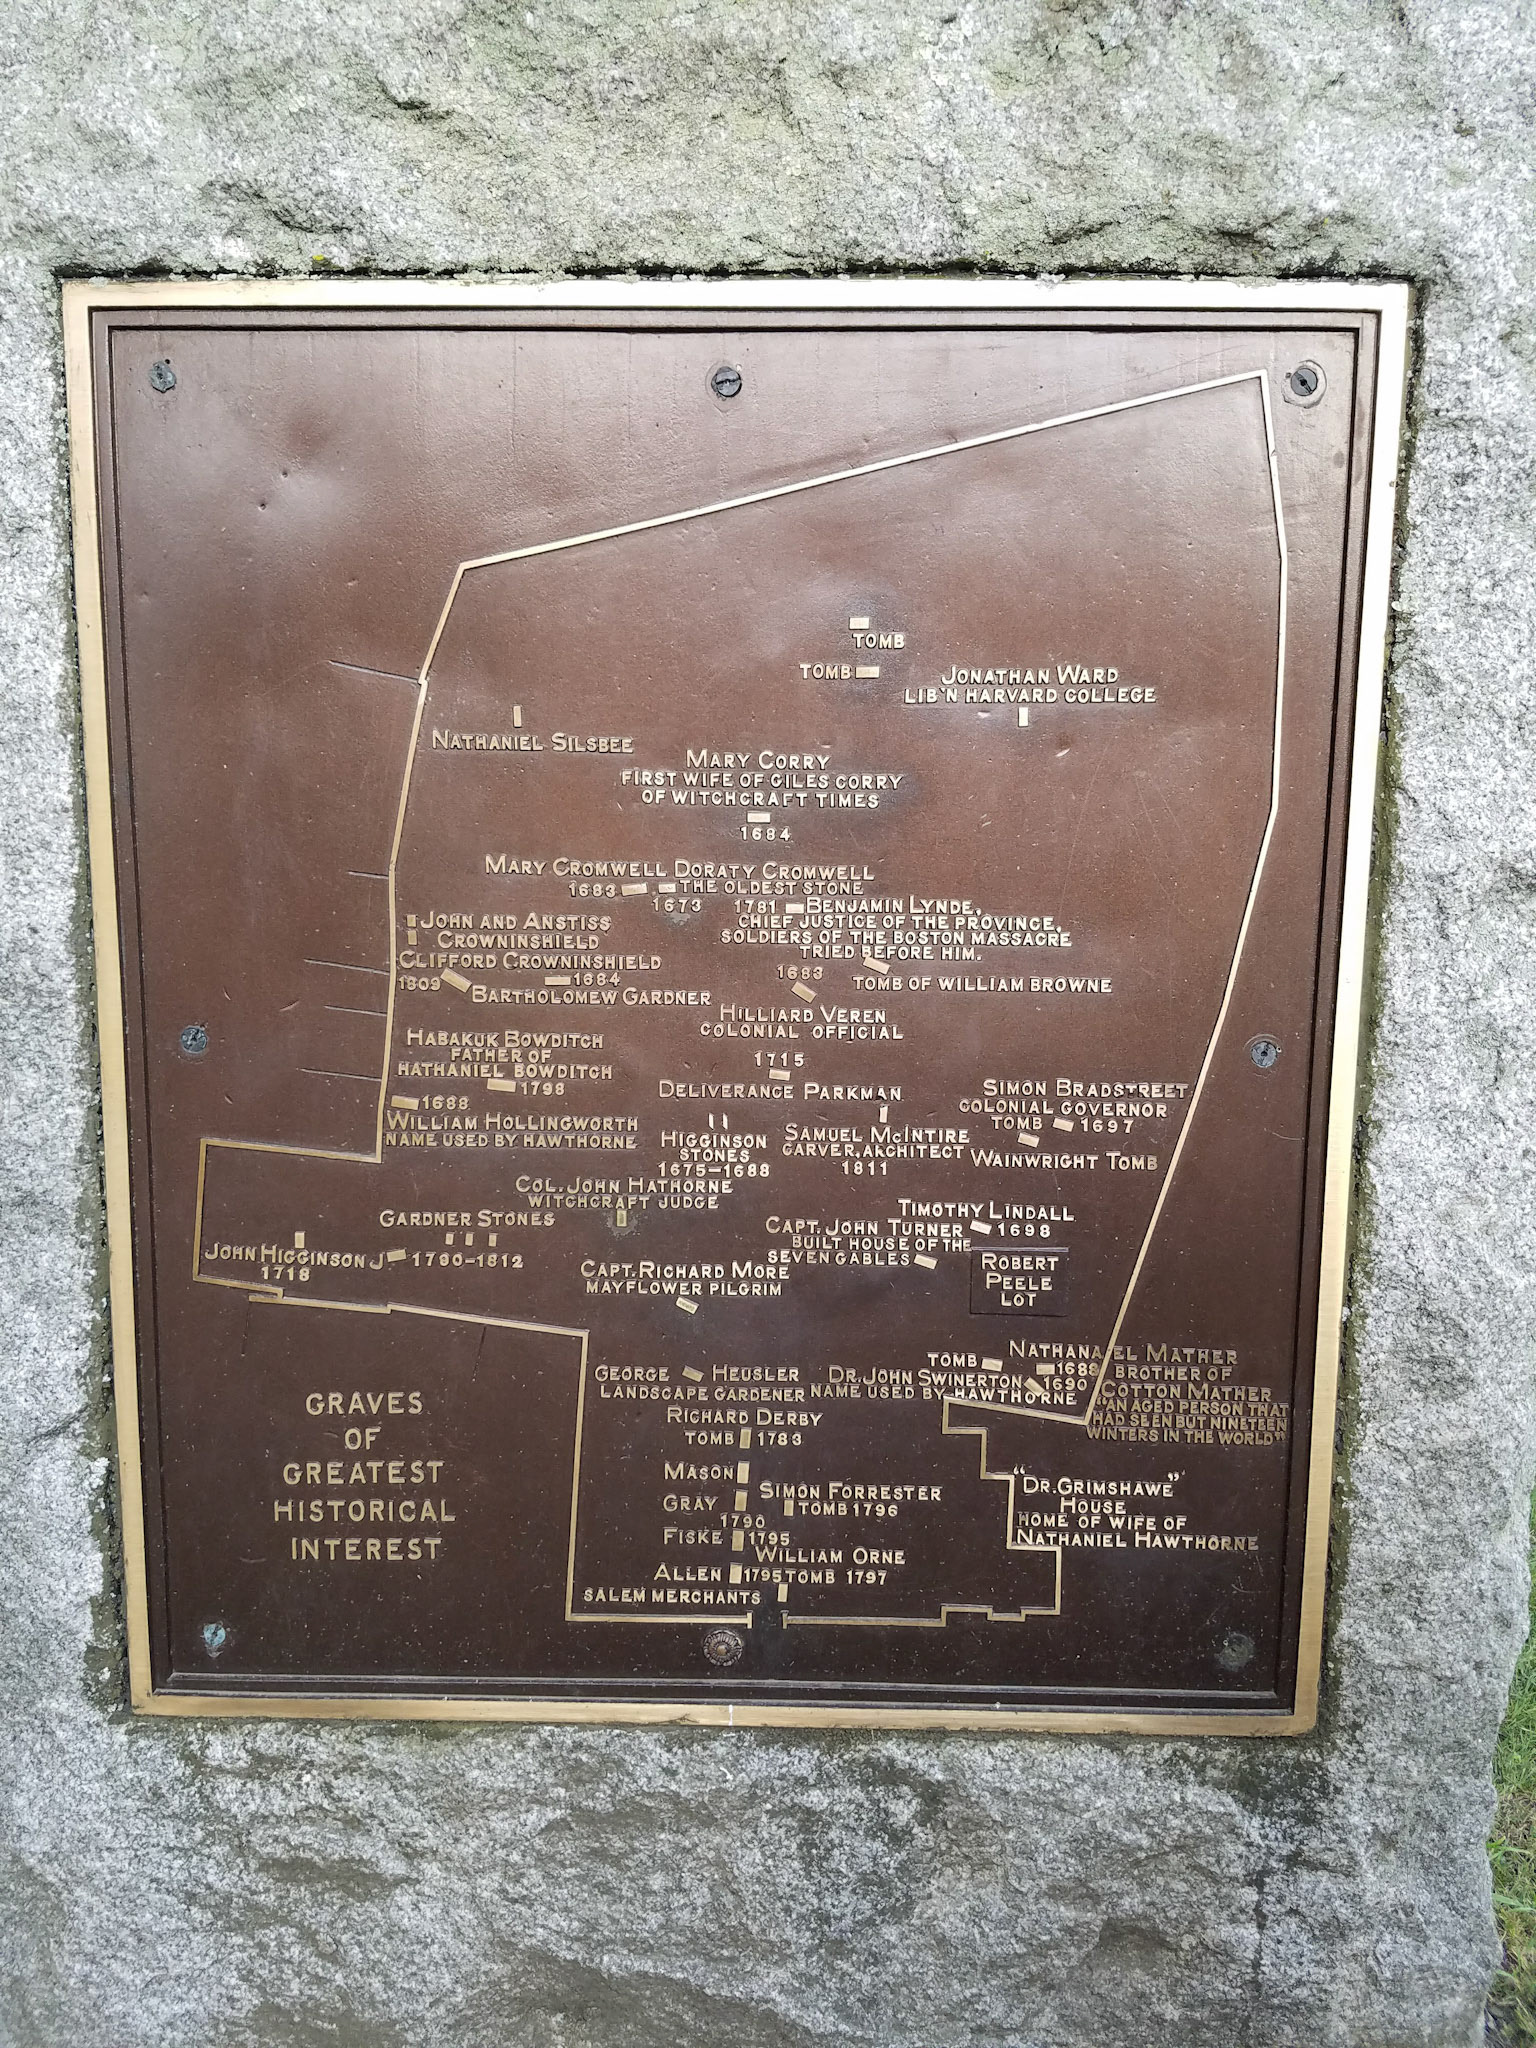 TOMB
TOMB
JONATHAN WARD
LIB'N HARVARD COLLEGE
NATHANIEL SILSBEE
MARY CORRY
FIRST WIFE OF GILES CORRY
OF WITCHCRAFT TIMES
1684
MARY CROMWELL DORATY CROMWELL
1683 THE OLDEST STONE
1673 1781 BENJAMIN LYNDE,
CHIEF JUSTICE OF THE PROVINCE,
SOLDIERS OF THE BOSTON MASSACRE
TRIED BEFORE HIM.
JOHN AND ANSTISS
CROWNINSHIELD
CLIFFORD CROWNINSHIELD
1809 1684
BARTHOLOMEW GARDNER
1683
TOMB OF WILLIAM BROWNE
HILLIARD VEREN
COLONIAL OFFICIAL
HABAKUK BOWDITCH
FATHER OF
NATHANIEL BOWDITCH
1798
1715
DELIVERANCE PARKMAN
SIMON BRADSTREET
COLONIAL GOVERNOR
TOMB 1697
1688
WILLIAM HOLLINGWORTH
NAME USED BY HAWTHORNE
HIGGINSON
STONES
1675-1688
SAMUEL MCINTIRE
CARVER, ARCHITECT
1811
WAINWRIGHT TOMB
COL. JOHN HATHORNE
WITCHCRAFT JUDGE
GARDNER STONES
1790-1812
JOHN HIGGINSON J
1718
TIMOTHY LINDALL
1698
CAPT. JOHN TURNER
BUILT HOUSE OF THE
SEVEN GABLES
ROBERT
PEELE
LOT
CAPT. RICHARD MORE
MAYFLOWER PILGRIM
NATHANAEL MATHER
TOMB 1688 BROTHER OF
COTTON MATHER
"AN AGED PERSON THAT
HAD SEEN BUT NINETEEN
WINTERS IN THE WORLD"
GEORGE HEUSLER
LANDSCAPE GARDENER
DR. JOHN SWINERTON 1690
NAME USED BY HAWTHORNE
RICHARD DERBY
TOMB 1783
MASON
GRAY
1790
SIMON FORRESTER
TOMB 1796
FISKE 1795
WILLIAM ORNE
ALLEN 1795 TOMB 1797
SALEM MERCHANTS
"DR. GRIMSHAWE"
HOUSE
HOME OF WIFE OF
NATHANIEL HAWTHORNE
GRAVES
OF
GREATEST
HISTORICAL
INTEREST